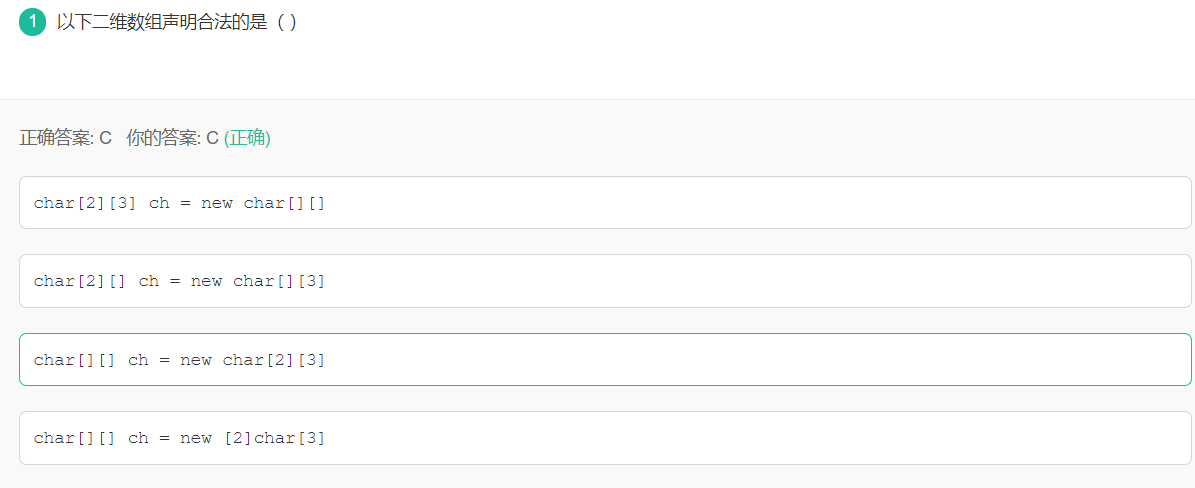 1 以下二维数组声明合法的是（ ）
正确答案: C 你的答案: C (正确)
char[2][3] ch = new char[][]
char[2][] ch = new char[][3]
char[][] ch = new char[2][3]
char[][] ch = new [2]char[3]